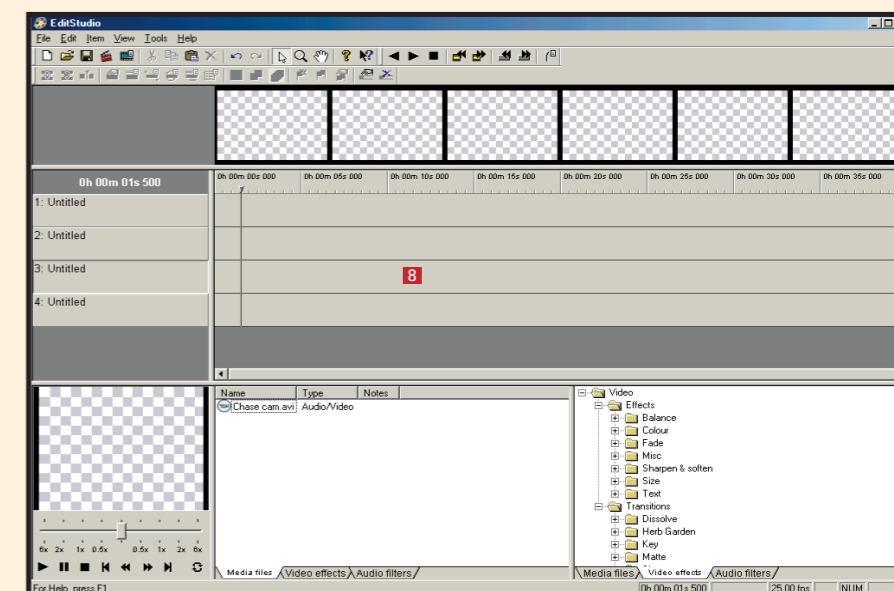 EditStudio
File Edit Item View Tools Help
0h 00m 01s 500
0h 00m 00s 000 0h 00m 05s 000 0h 00m 10s 000 0h 00m 15s 000 0h 00m 20s 000 0h 00m 25s 000 0h 00m 30s 000 0h 00m 35s 000
1: Untitled
2: Untitled
3: Untitled
8
4: Untitled
Name Type Notes
Chase cam.avi Audio/Video
Video
Effects
Balance
Colour
Fade
Misc
Sharpen & soften
Size
Text
Transitions
Dissolve
Herb Garden
Key
Matte
6x 2x 1x 0.5x 0.5x 1x 2x 6x
Media files Video effects Audio filters
Media files Video effects Audio filters
For Help, press F1
0h 00m 01s 500 25.00 fps NUM